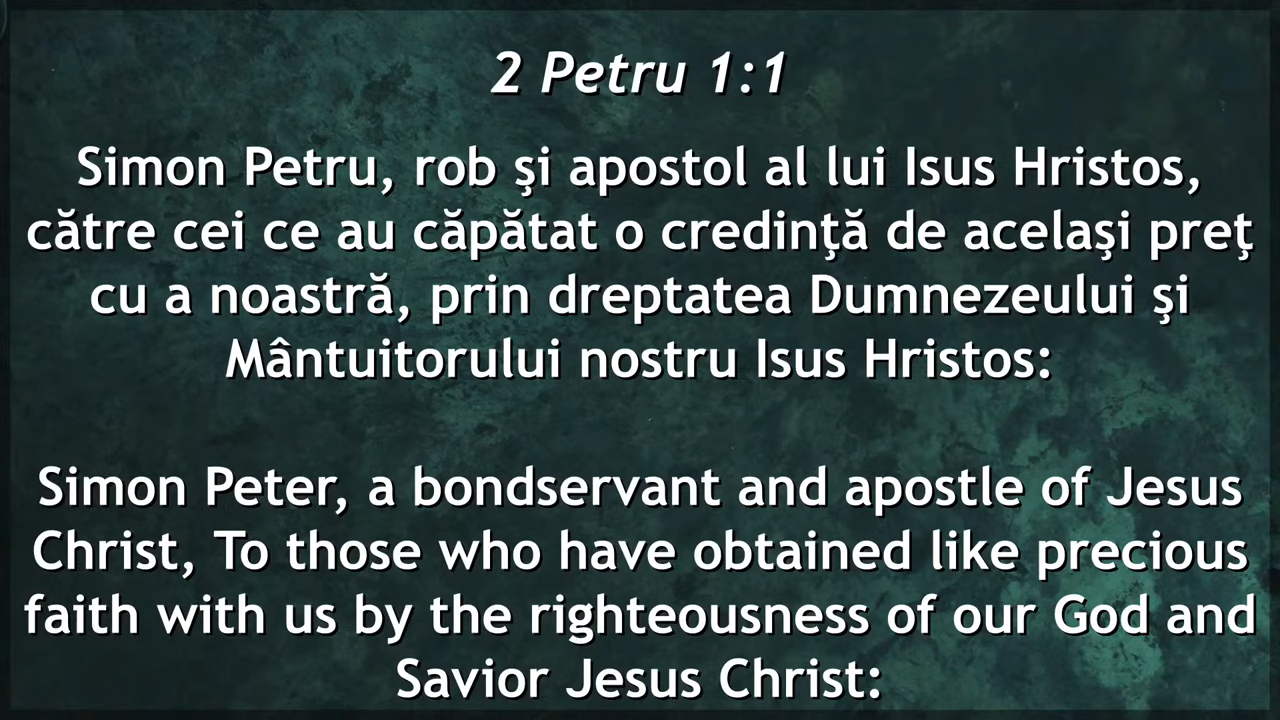 2 Petru 1:1
Simon Petru, rob şi apostol al lui Isus Hristos,
către cei ce au căpătat o credinţă de acelaşi preţ
cu a noastră, prin dreptatea Dumnezeului şi
Mântuitorului nostru Isus Hristos:
Simon Peter, a bondservant and apostle of Jesus
Christ, To those who have obtained like precious
faith with us by the righteousness of our God and
Savior Jesus Christ: